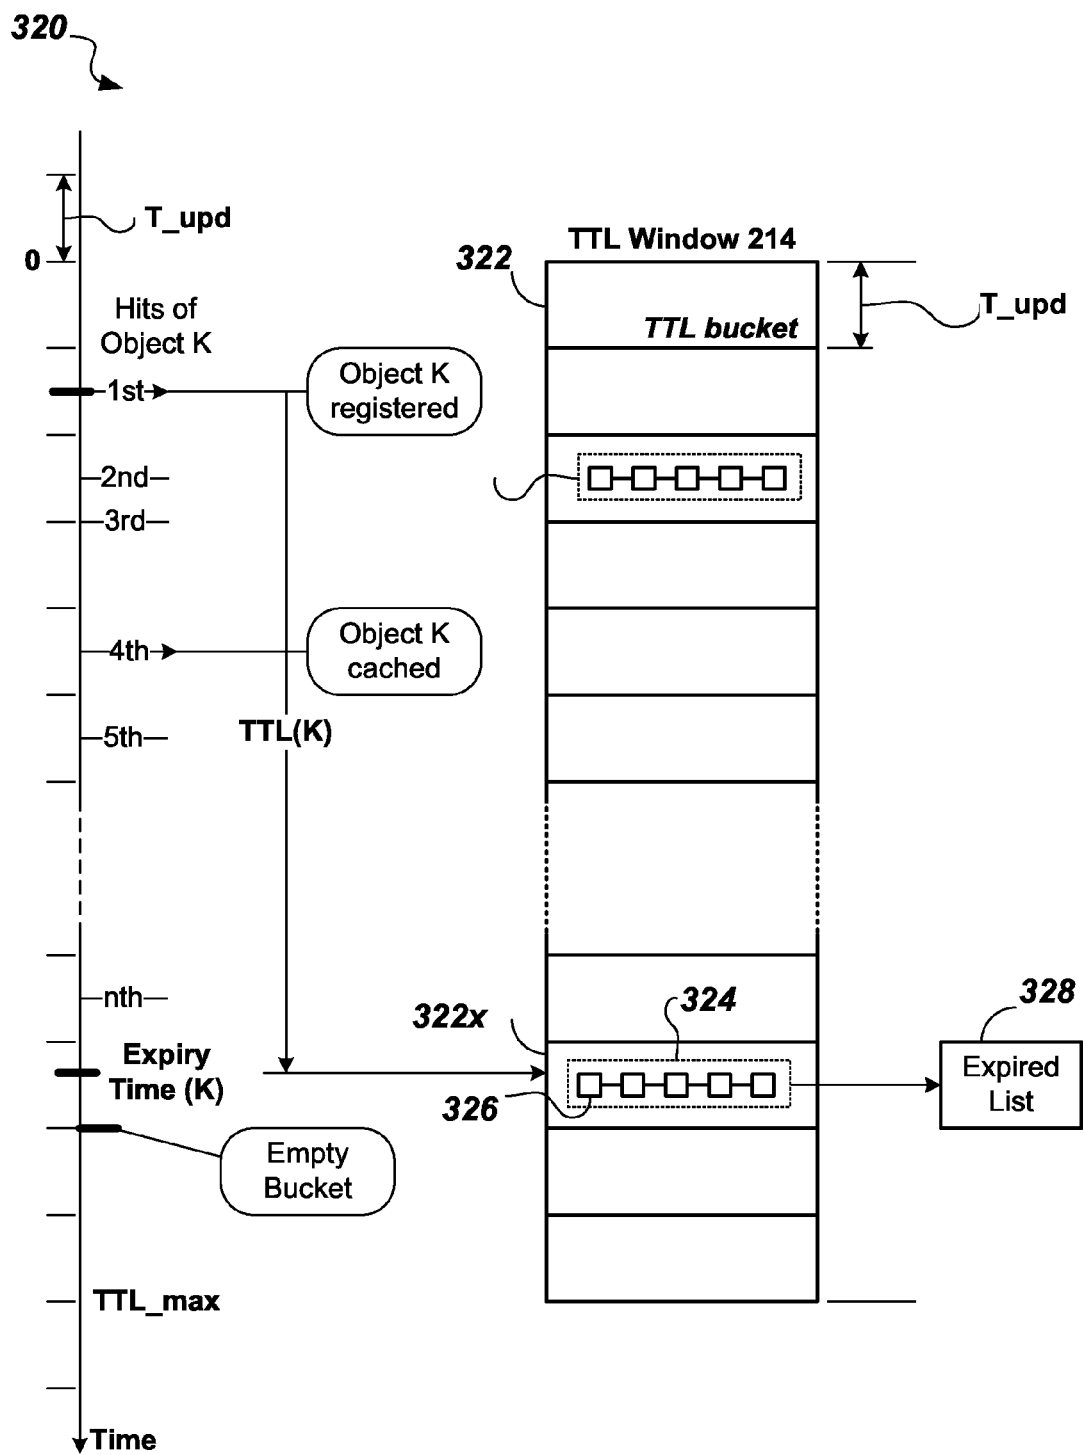 320
T_upd
0
TTL Window 214
322
T_upd
TTL bucket
Hits of
Object K
1st
Object K
registered
2nd
3rd
4th
Object K
cached
TTL(K)
5th
nth
322x
324
328
Expiry
Time (K)
326
Expired
List
Empty
Bucket
TTL_max
Time